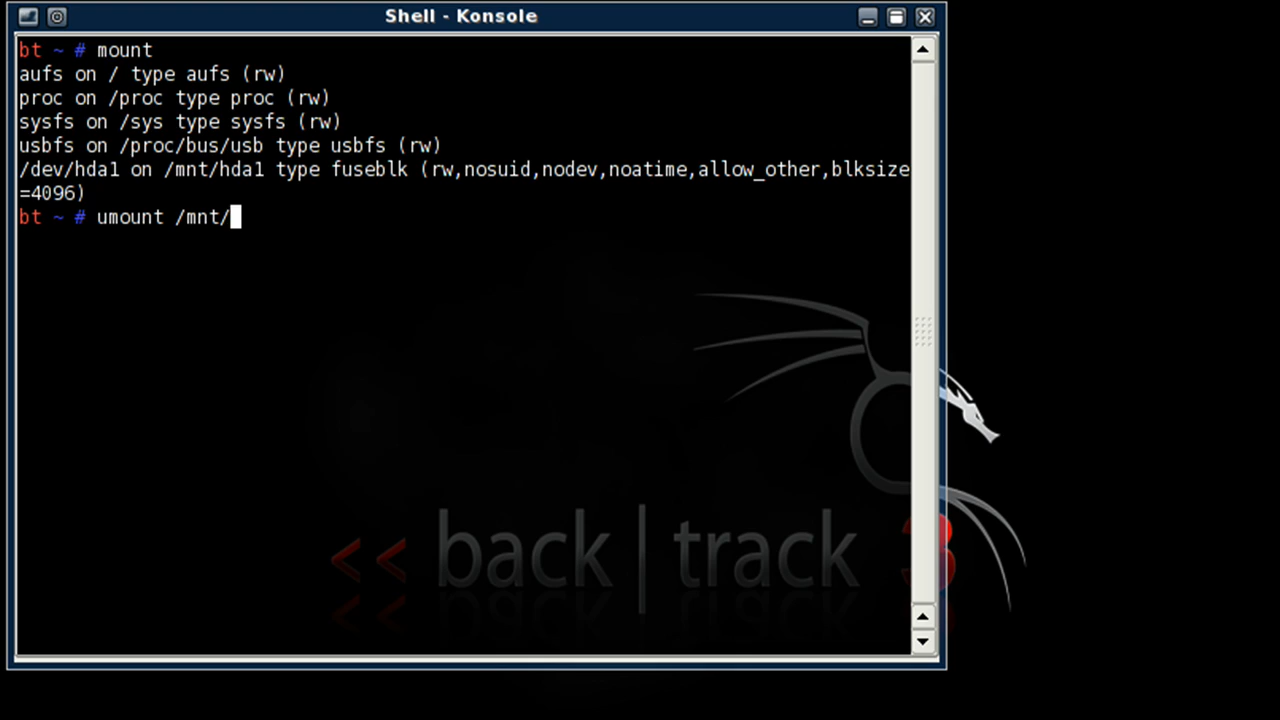 Shell - Konsole
bt ~ # mount
aufs on / type aufs (rw)
proc on /proc type proc (rw)
sysfs on /sys type sysfs (rw)
usbfs on /proc/bus/usb type usbfs (rw)
/dev/hda1 on /mnt/hda1 type fuseblk (rw,nosuid,nodev,noatime,allow_other,blksize
=4096)
bt ~ # umount /mnt/
<< back | track 3